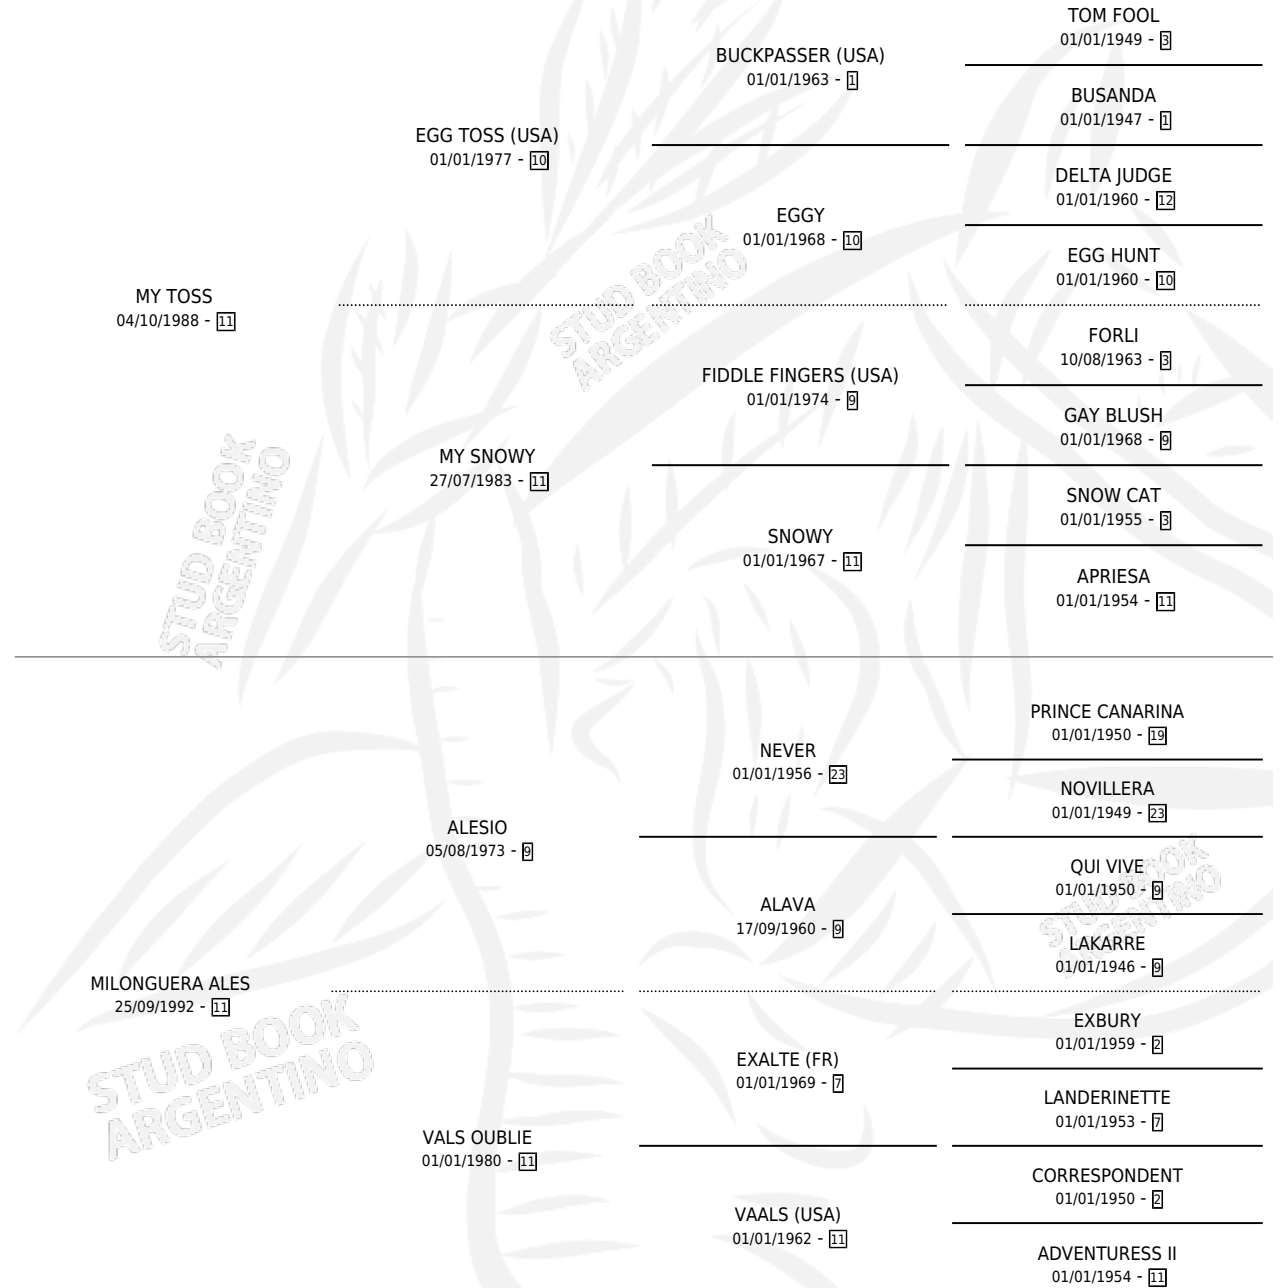 TOM FOOL
01/01/1949 - 3
BUCKPASSER (USA)
01/01/1963 - 1
BUSANDA
01/01/1947 - 1
EGG TOSS (USA)
01/01/1977 - 10
DELTA JUDGE
01/01/1960 - 12
EGGY
01/01/1968 - 10
EGG HUNT
01/01/1960 - 10
MY TOSS
04/10/1988 - 11
FORLI
10/08/1963 - 3
FIDDLE FINGERS (USA)
01/01/1974 - 9
GAY BLUSH
01/01/1968 - 9
MY SNOWY
27/07/1983 - 11
SNOW CAT
01/01/1955 - 3
SNOWY
01/01/1967 - 11
APRIESA
01/01/1954 - 11
STUD BOOK
ARGENTINO
STUD BOOK
ARGENTINO
PRINCE CANARINA
01/01/1950 - 19
NEVER
01/01/1956 - 23
NOVILLERA
01/01/1949 - 23
ALESIO
05/08/1973 - 9
QUI VIVE
01/01/1950 - 9
ALAVA
17/09/1960 - 9
LAKARRE
01/01/1946 - 9
MILONGUERA ALES
25/09/1992 - 11
EXBURY
01/01/1959 - 2
EXALTE (FR)
01/01/1969 - 7
LANDERINETTE
01/01/1953 - 7
VALS OUBLIE
01/01/1980 - 11
CORRESPONDENT
01/01/1950 - 2
VAALS (USA)
01/01/1962 - 11
ADVENTURESS II
01/01/1954 - 11
STUD BOOK
ARGENTINO
STUD BOOK
ARGENTINO